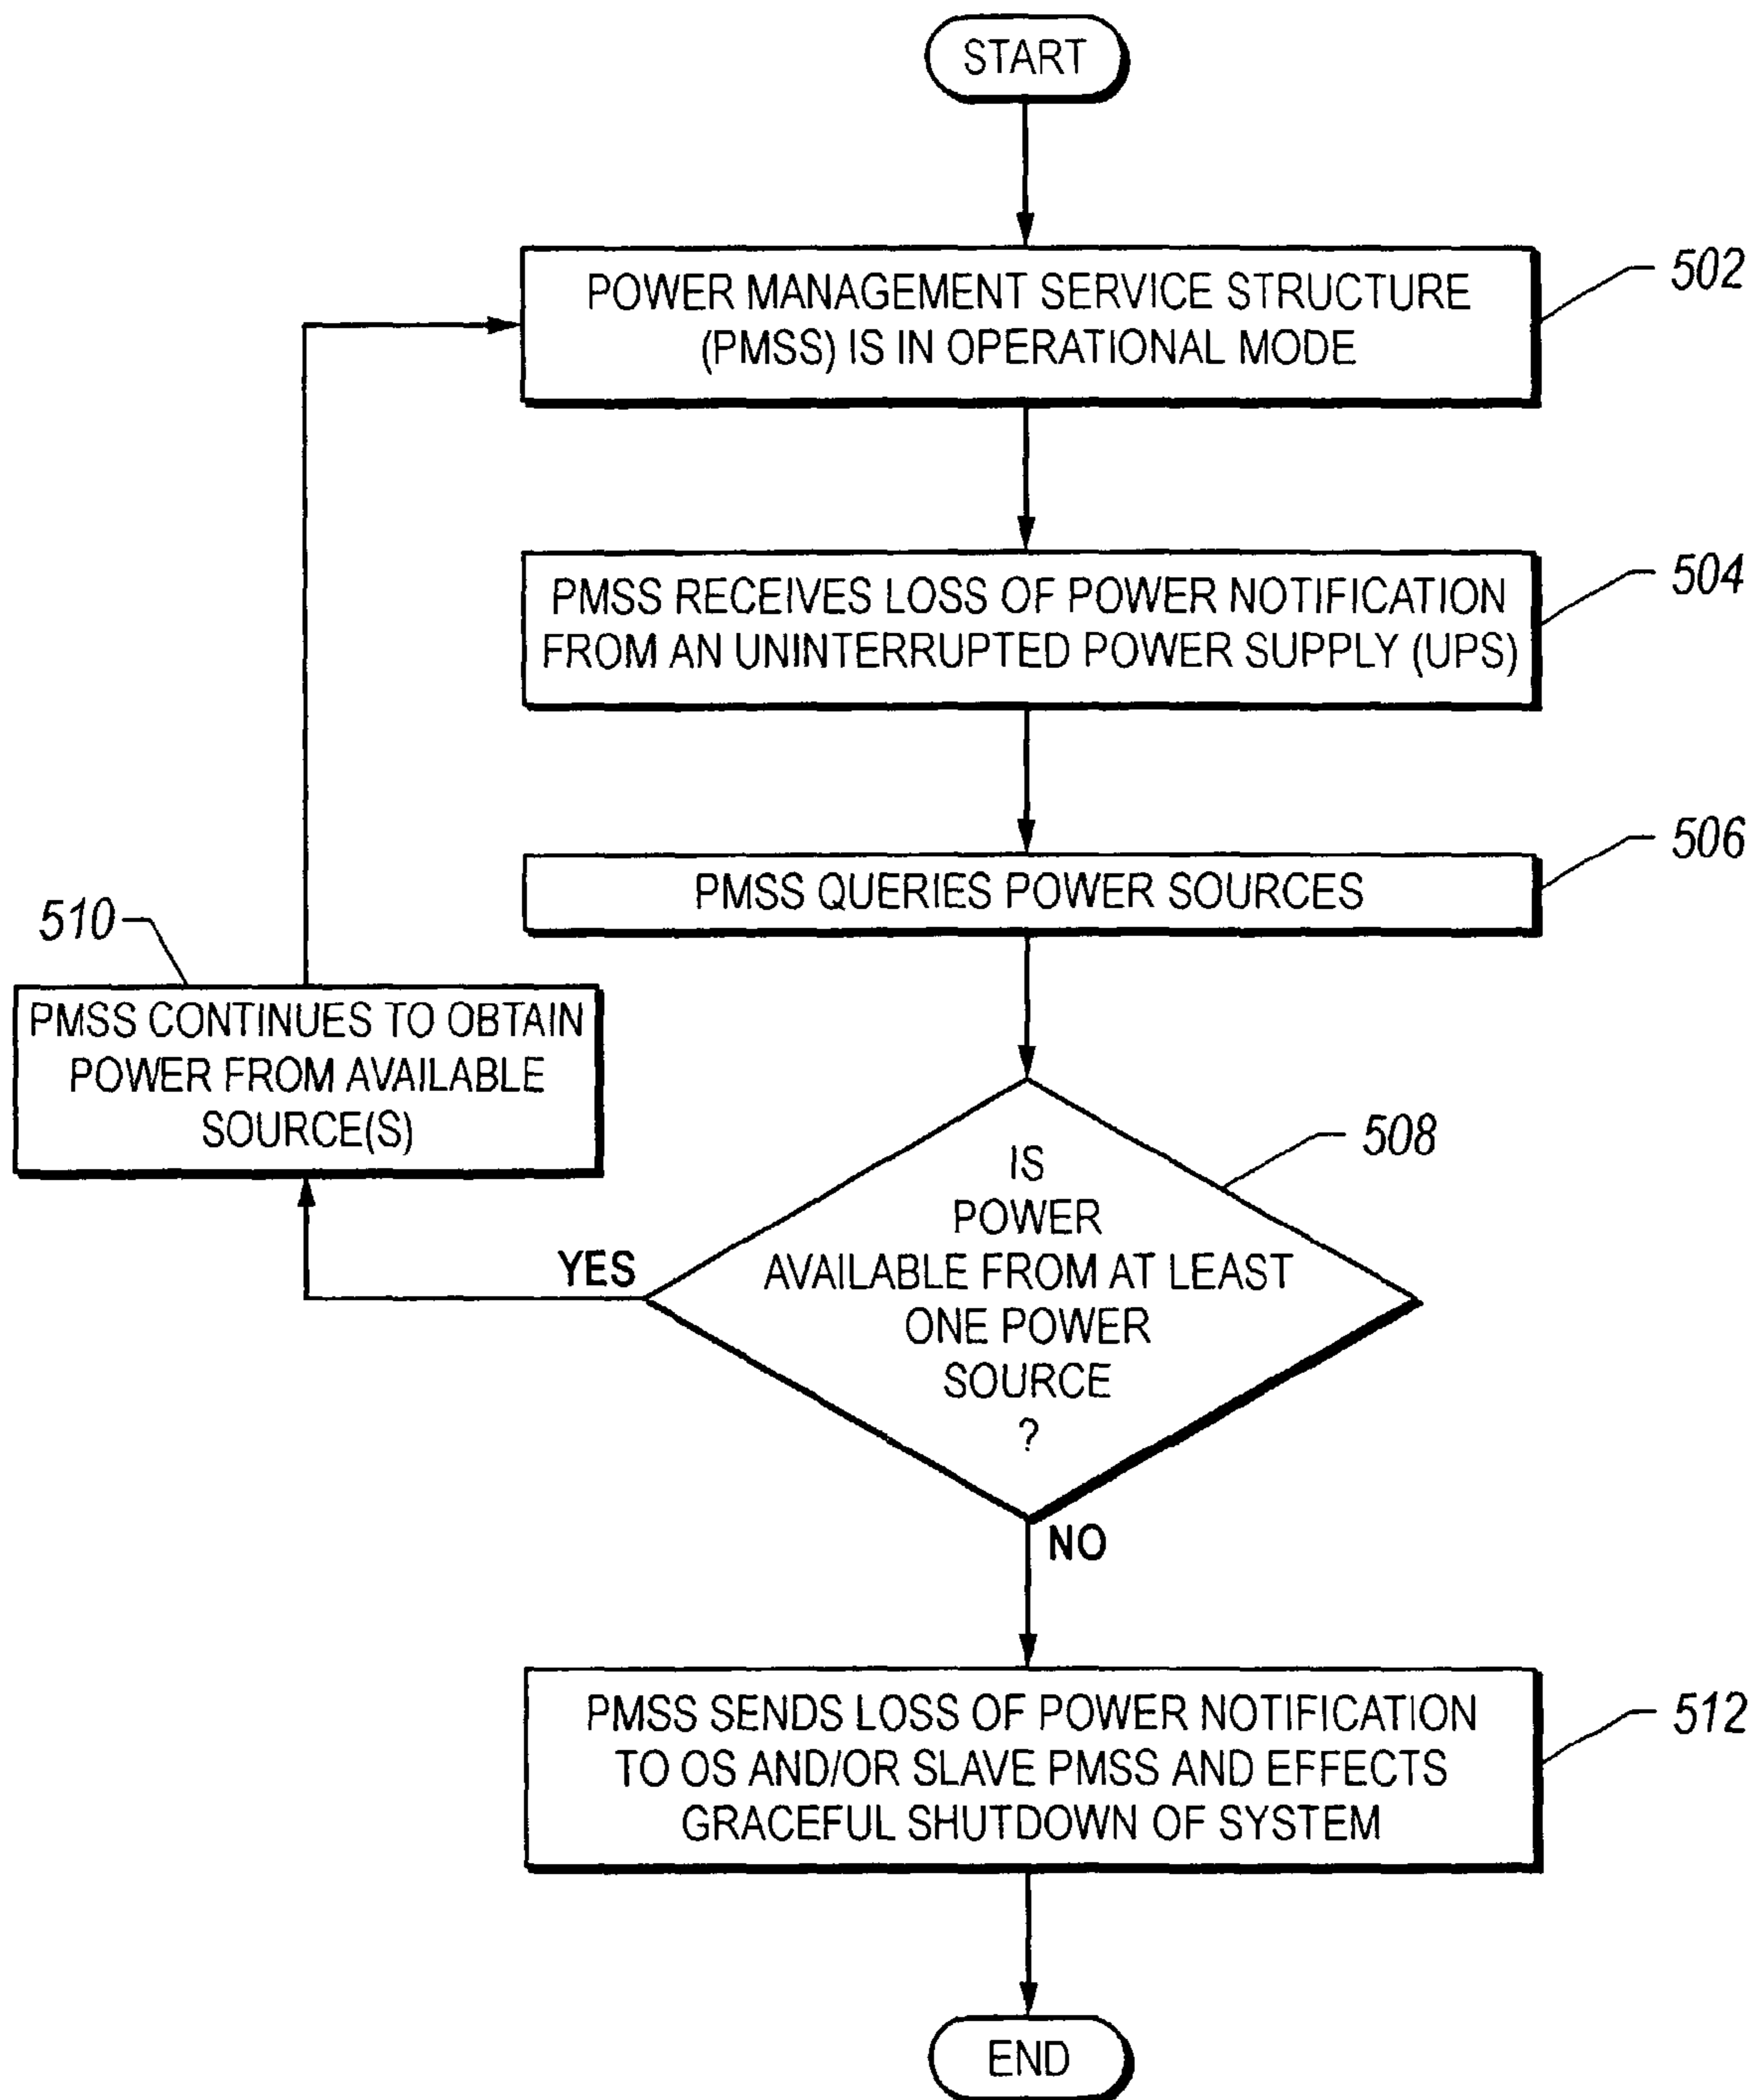 START
POWER MANAGEMENT SERVICE STRUCTURE
(PMSS) IS IN OPERATIONAL MODE
502
PMSS RECEIVES LOSS OF POWER NOTIFICATION
FROM AN UNINTERRUPTED POWER SUPPLY (UPS)
504
PMSS QUERIES POWER SOURCES
506
510
PMSS CONTINUES TO OBTAIN
POWER FROM AVAILABLE
SOURCE(S)
IS
POWER
AVAILABLE FROM AT LEAST
ONE POWER
SOURCE
?
508
YES
NO
PMSS SENDS LOSS OF POWER NOTIFICATION
TO OS AND/OR SLAVE PMSS AND EFFECTS
GRACEFUL SHUTDOWN OF SYSTEM
512
END